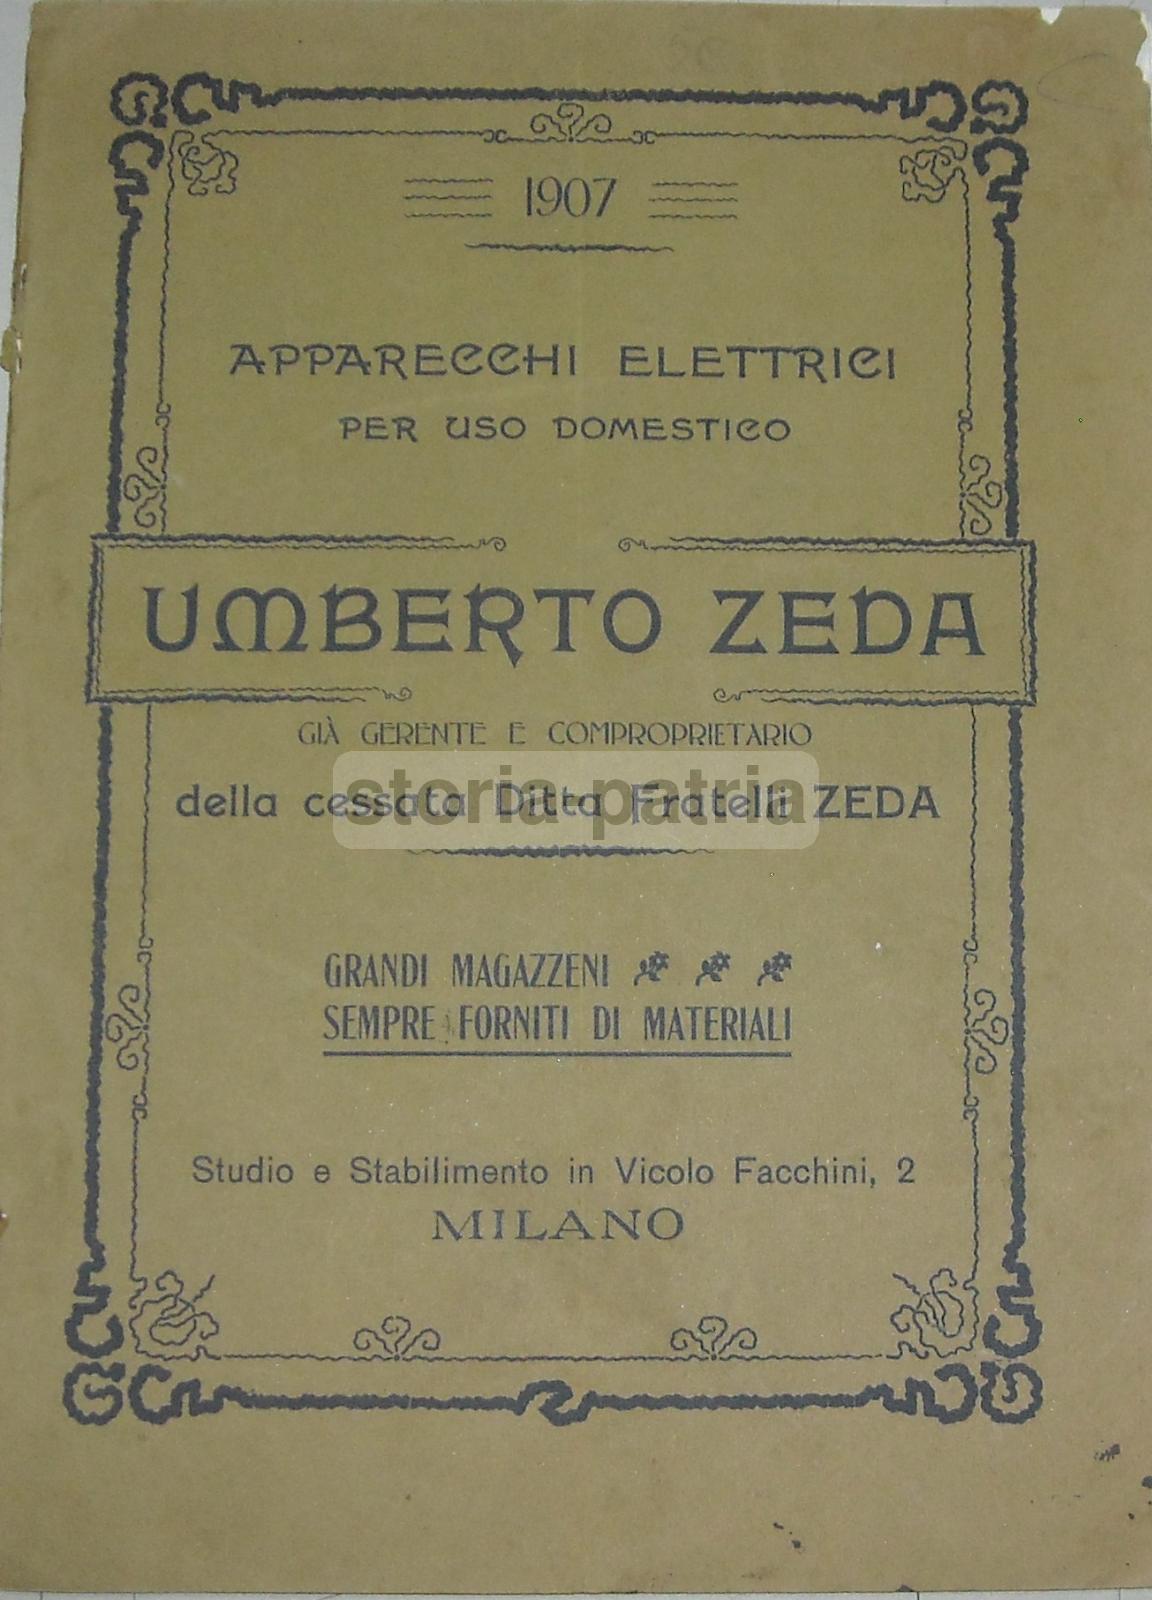 1907
APPARECCHI ELETTRICI
PER USO DOMESTICO
UMBERTO ZEDA
GIÀ GERENTE E COMPROPRIETARIO
della cessata Ditta Fratelli ZEDA
storia patria
GRANDI MAGAZZENI
SEMPRE FORNITI DI MATERIALI
Studio e Stabilimento in Vicolo Facchini, 2
MILANO